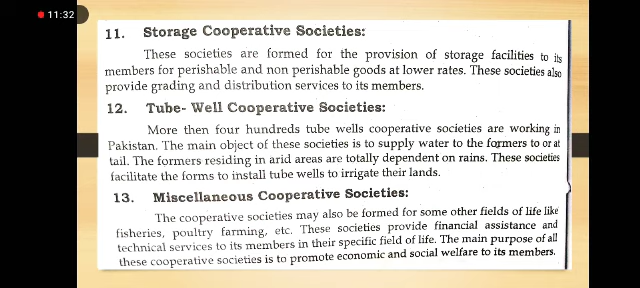 11:32
11. Storage Cooperative Societies:
These societies are formed for the provision of storage facilities to its
members for perishable and non perishable goods at lower rates. These societies also
provide grading and distribution services to its members.
12. Tube- Well Cooperative Societies:
More then four hundreds tube wells cooperative societies are working in
Pakistan. The main object of these societies is to supply water to the formers to or at
tail. The formers residing in arid areas are totally dependent on rains. These societies
facilitate the forms to install tube wells to irrigate their lands.
13. Miscellaneous Cooperative Societies:
The cooperative societies may also be formed for some other fields of life like
fisheries, poultry farming, etc. These societies provide financial assistance and
technical services to its members in their specific field of life. The main purpose of all
these cooperative societies is to promote economic and social welfare to its members.